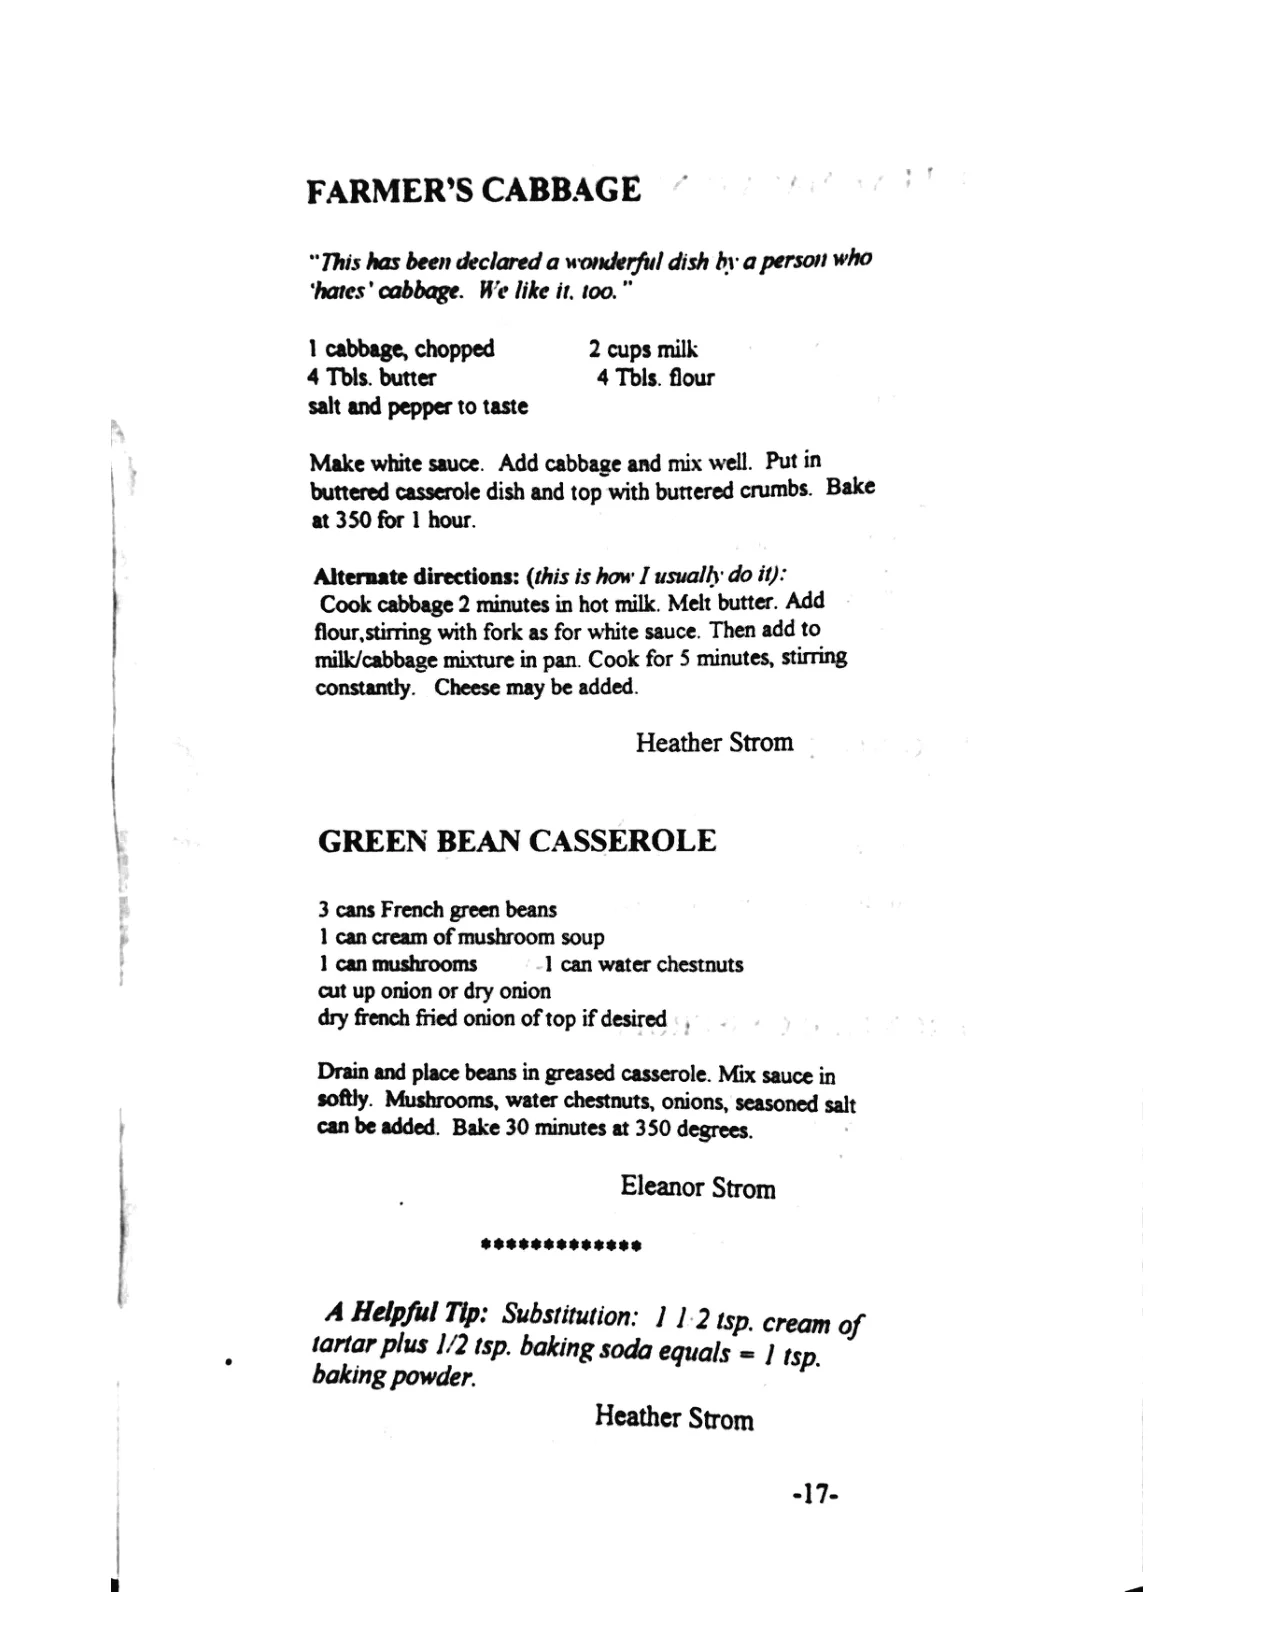 FARMER'S CABBAGE
"This has been declared a wonderful dish by a person who
'hates' cabbage. We like it, too."
1 cabbage, chopped 2 cups milk
4 Tbls. butter 4 Tbls. flour
salt and pepper to taste
Make white sauce. Add cabbage and mix well. Put in
buttered casserole dish and top with buttered crumbs. Bake
at 350 for 1 hour.
Alternate directions: (this is how I usually do it):
Cook cabbage 2 minutes in hot milk. Melt butter. Add
flour,stirring with fork as for white sauce. Then add to
milk/cabbage mixture in pan. Cook for 5 minutes, stirring
constantly. Cheese may be added.
Heather Strom
GREEN BEAN CASSEROLE
3 cans French green beans
1 can cream of mushroom soup
1 can mushrooms 1 can water chestnuts
cut up onion or dry onion
dry french fried onion of top if desired
Drain and place beans in greased casserole. Mix sauce in
softly. Mushrooms, water chestnuts, onions, seasoned salt
can be added. Bake 30 minutes at 350 degrees.
Eleanor Strom
*************
A Helpful Tip: Substitution: 1 1/2 tsp. cream of
tartar plus 1/2 tsp. baking soda equals = 1 tsp.
baking powder.
Heather Strom
-17-